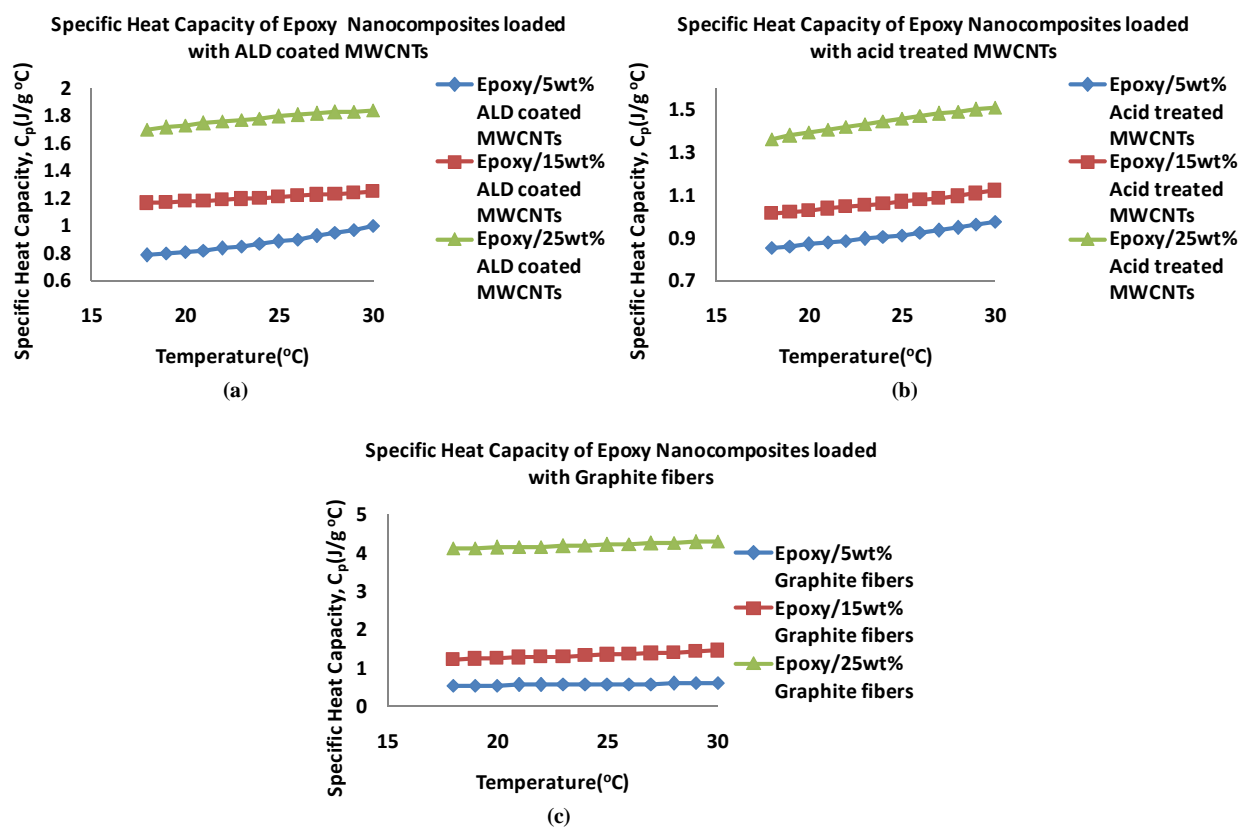 Specific Heat Capacity of Epoxy Nanocomposites loaded
with ALD coated MWCNTs
Specific Heat Capacity, Cp(J/g oC)
2
1.8
1.6
1.4
1.2
1
0.8
0.6
15
20
25
30
Temperature(oC)
Epoxy/5wt%
ALD coated
MWCNTs
Epoxy/15wt%
ALD coated
MWCNTs
Epoxy/25wt%
ALD coated
MWCNTs
(a)
Specific Heat Capacity of Epoxy Nanocomposites loaded
with acid treated MWCNTs
Specific Heat Capacity, Cp(J/g oC)
1.5
1.3
1.1
0.9
0.7
15
20
25
30
Temperature(oC)
Epoxy/5wt%
Acid treated
MWCNTs
Epoxy/15wt%
Acid treated
MWCNTs
Epoxy/25wt%
Acid treated
MWCNTs
(b)
Specific Heat Capacity of Epoxy Nanocomposites loaded
with Graphite fibers
Specific Heat Capacity, Cp(J/g oC)
5
4
3
2
1
0
15
20
25
30
Temperature(oC)
Epoxy/5wt%
Graphite fibers
Epoxy/15wt%
Graphite fibers
Epoxy/25wt%
Graphite fibers
(c)